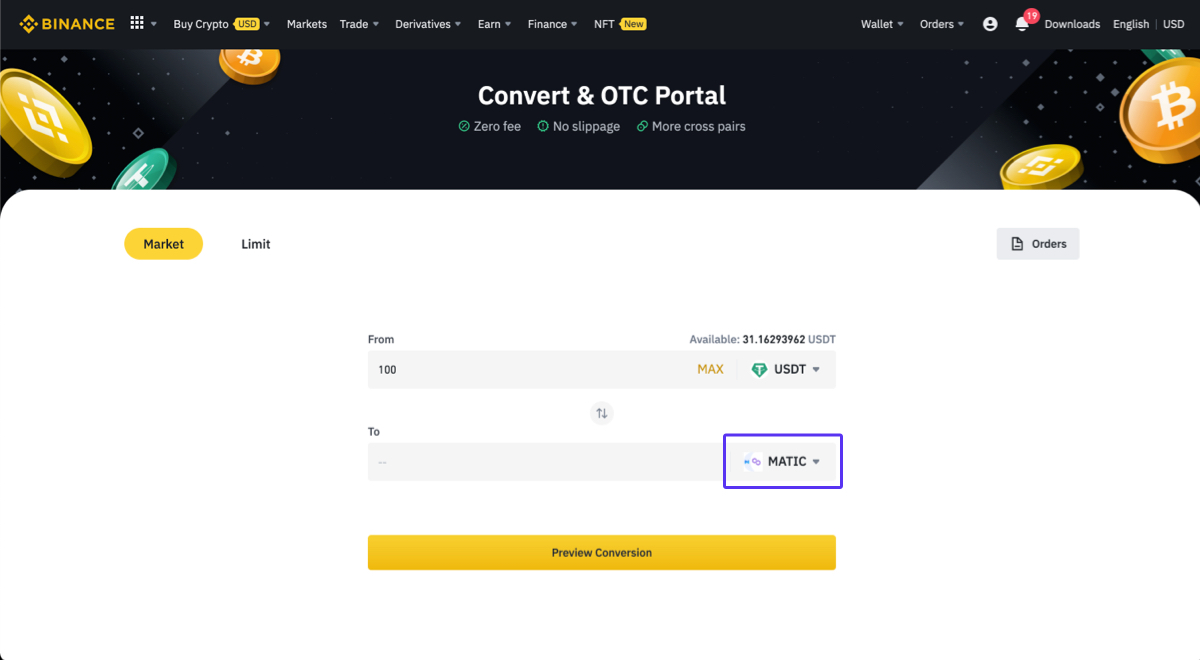 BINANCE Buy Crypto USD Markets Trade Derivatives Earn Finance NFT New Wallet Orders 19 Downloads English | USD
Convert & OTC Portal
Zero fee No slippage More cross pairs
Market Limit Orders
From Available: 31.16293962 USDT
100 MAX USDT
To
-- MATIC
Preview Conversion